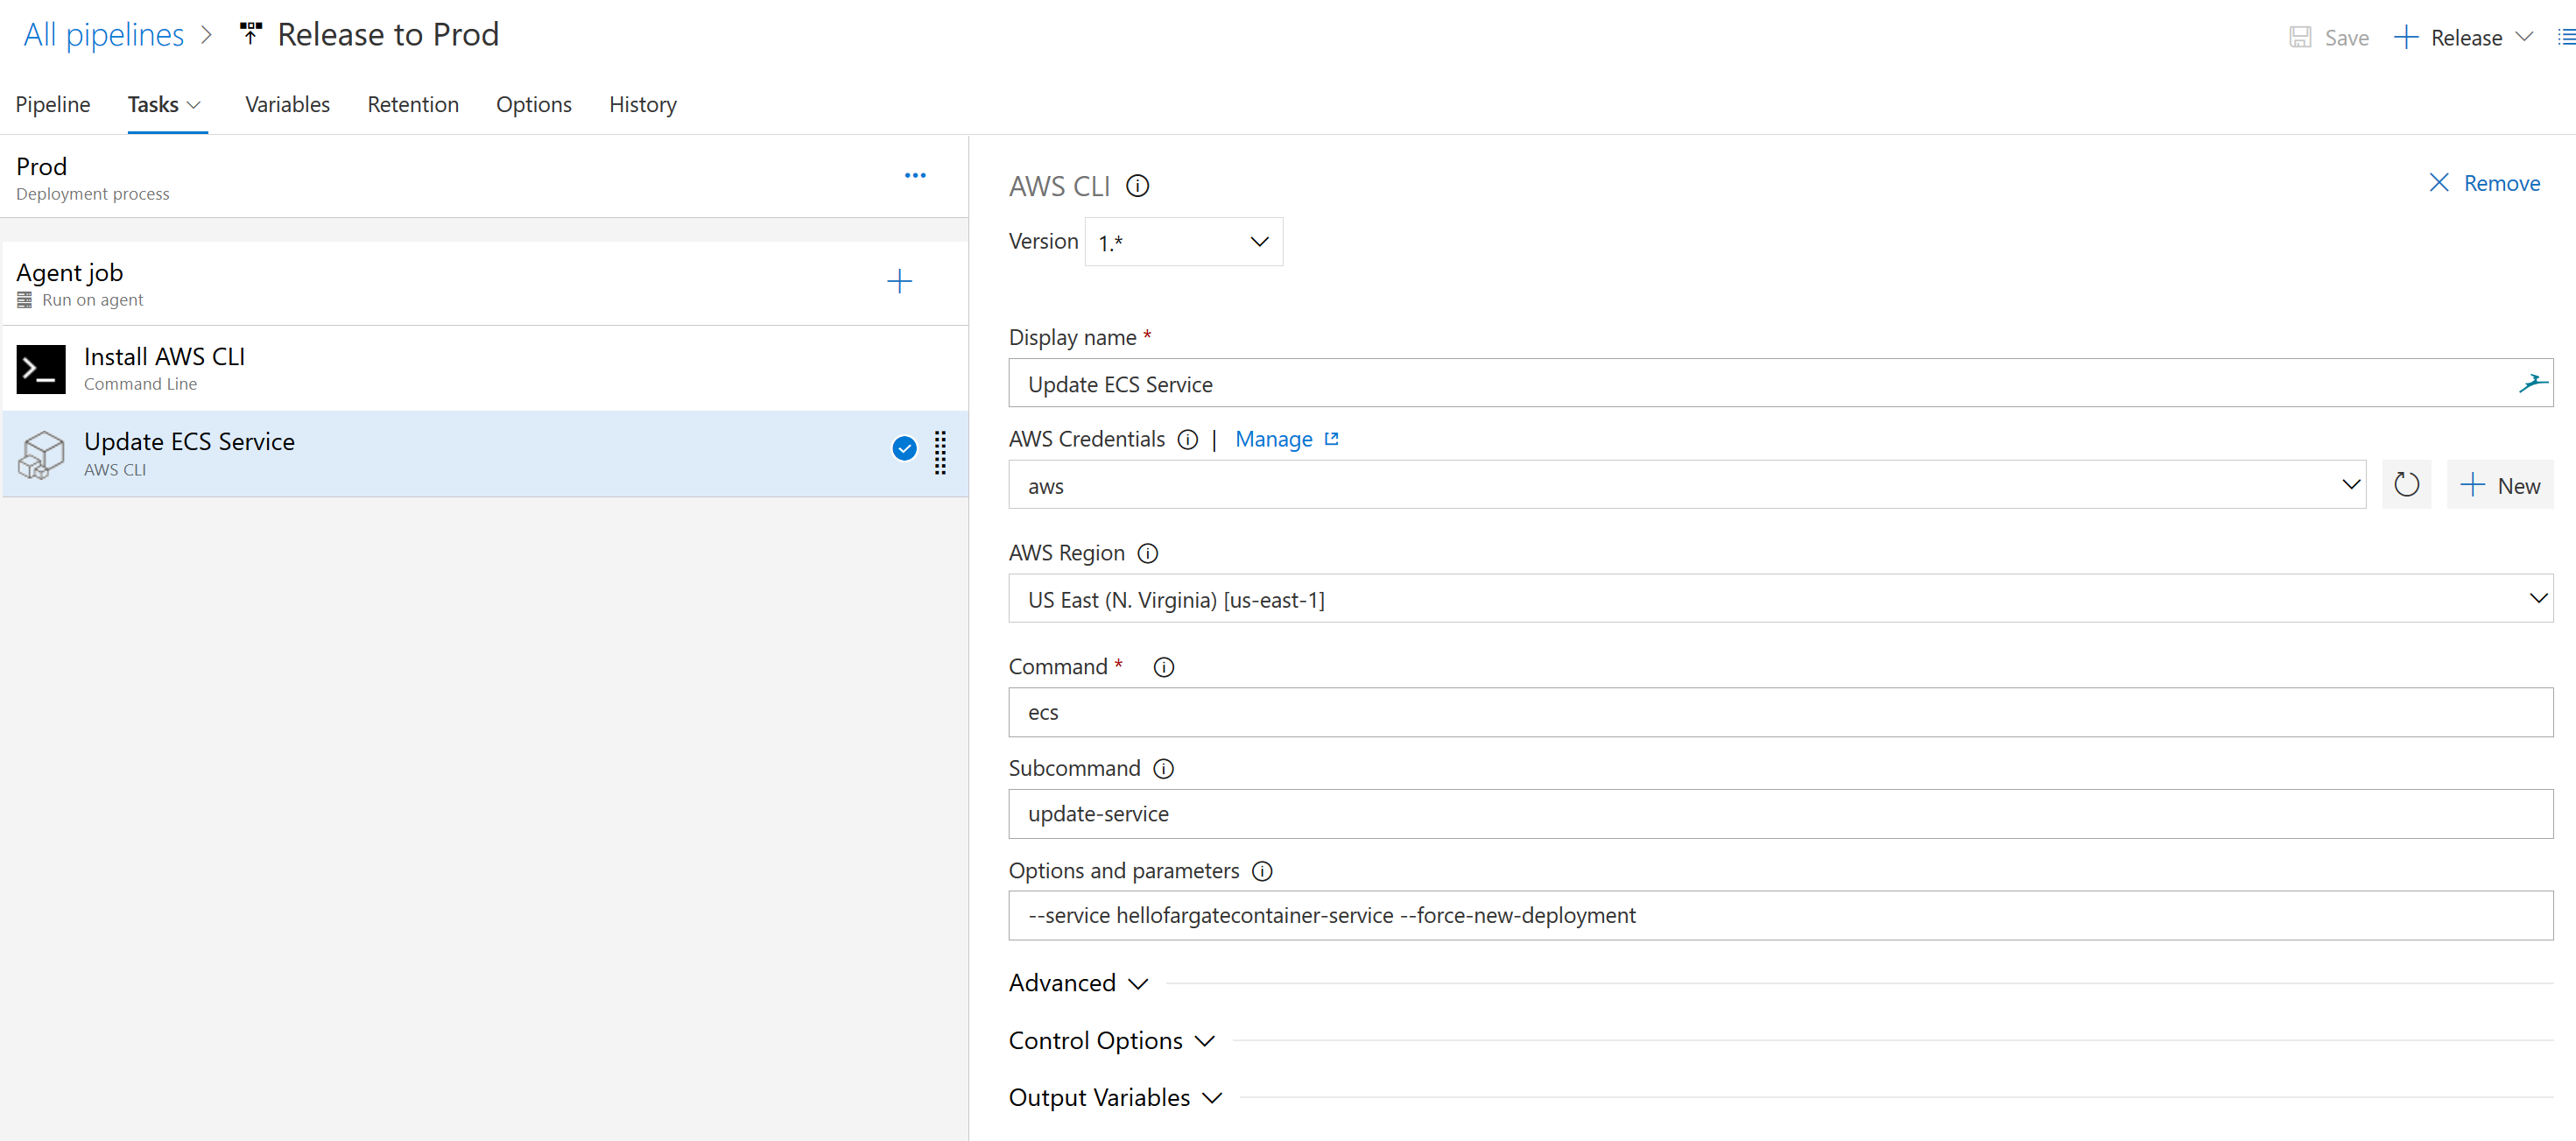 All pipelines > Release to Prod
Save + Release
Pipeline Tasks Variables Retention Options History
Prod
Deployment process
Agent job
Run on agent
Install AWS CLI
Command Line
Update ECS Service
AWS CLI
AWS CLI
Remove
Version 1.*
Display name *
Update ECS Service
AWS Credentials | Manage
aws
+ New
AWS Region
US East (N. Virginia) [us-east-1]
Command *
ecs
Subcommand
update-service
Options and parameters
--service hellofargatecontainer-service --force-new-deployment
Advanced
Control Options
Output Variables